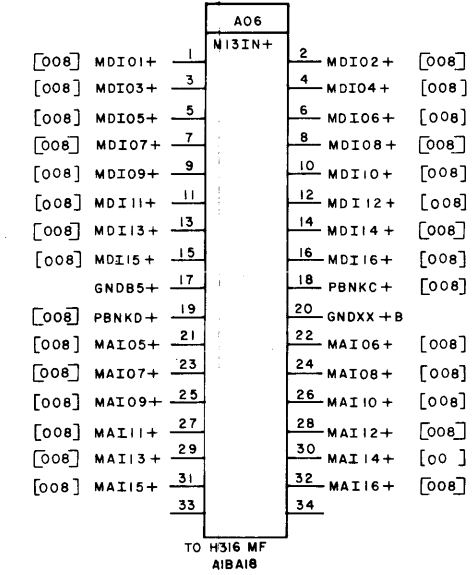 A06
M13IN+
[008] MDI01+ 1 2 MDI02+ [008]
[008] MDI03+ 3 4 MDI04+ [008]
[008] MDI05+ 5 6 MDI06+ [008]
[008] MDI07+ 7 8 MDI08+ [008]
[008] MDI09+ 9 10 MDI10+ [008]
[008] MDI11+ 11 12 MDI12+ [008]
[008] MDI13+ 13 14 MDI14+ [008]
[008] MDI15+ 15 16 MDI16+ [008]
GNDB5+ 17 18 PBNKC+ [008]
[008] PBNKD+ 19 20 GNDXX+B
[008] MAI05+ 21 22 MAI06+ [008]
[008] MAI07+ 23 24 MAI08+ [008]
[008] MAI09+ 25 26 MAI10+ [008]
[008] MAI11+ 27 28 MAI12+ [008]
[008] MAI13+ 29 30 MAI14+ [00 ]
[008] MAI15+ 31 32 MAI16+ [008]
33 34
TO H316 MF
A1BA18